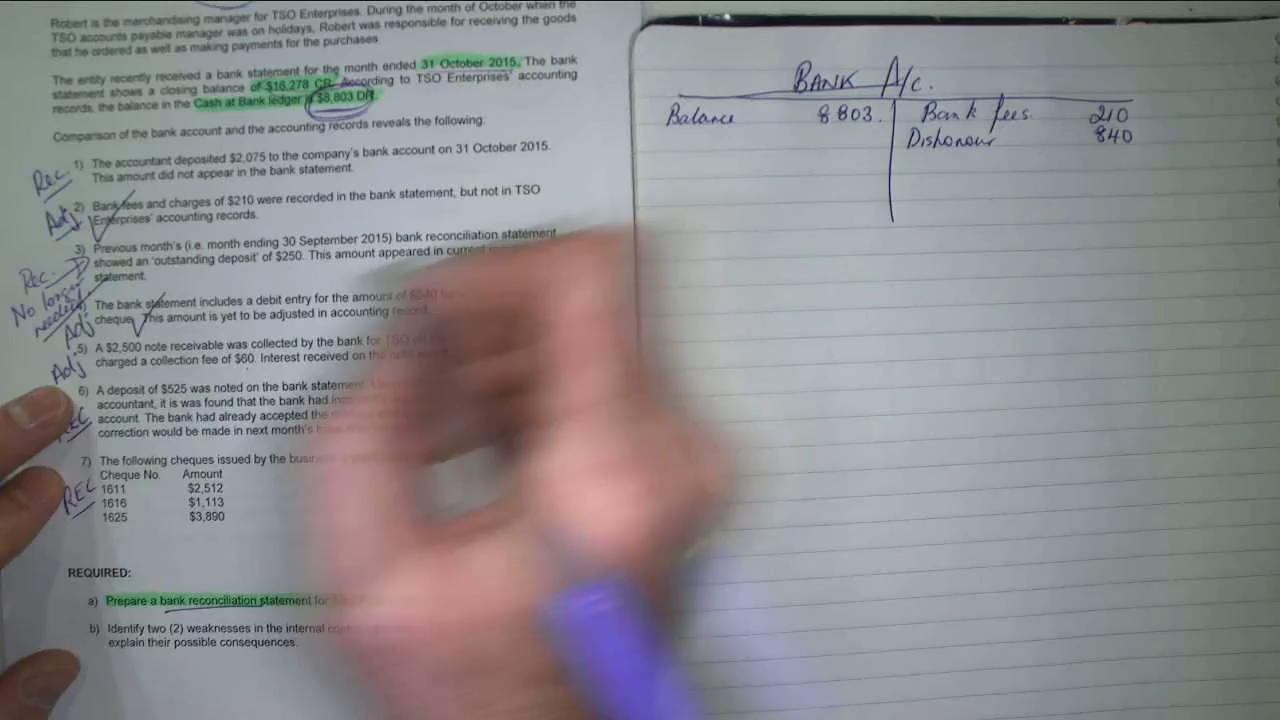 Robert is the merchandising manager for TSO Enterprises. During the month of October when the
TSO accounts payable manager was on holidays, Robert was responsible for receiving the goods
that he ordered as well as making payments for the purchases
The entity recently received a bank statement for the month ended 31 October 2015. The bank
statement shows a closing balance of $16,278 CR. According to TSO Enterprises' accounting
records, the balance in the Cash at Bank ledger is $8,803 DR.
Comparison of the bank account and the accounting records reveals the following:
Rec 1) The accountant deposited $2,075 to the company's bank account on 31 October 2015.
This amount did not appear in the bank statement.
Adj 2) Bank fees and charges of $210 were recorded in the bank statement, but not in TSO
Enterprises' accounting records.
Rec. 3) Previous month's (i.e. month ending 30 September 2015) bank reconciliation statement
showed an 'outstanding deposit' of $250. This amount appeared in current
No longer needed statement.
Adj The bank statement includes a debit entry for the amount of
cheque. This amount is yet to be adjusted in accounting record
Adj 5) A $2,500 note receivable was collected by the bank for TSO
charged a collection fee of $60. Interest received on the
6) A deposit of $525 was noted on the bank statement.
REC accountant, it is was found that the bank had
account. The bank had already accepted the
correction would be made in next month's
7) The following cheques issued by the
Cheque No. Amount
REC 1611 $2,512
1616 $1,113
1625 $3,890
REQUIRED:
a) Prepare a bank reconciliation statement for
b) Identify two (2) weaknesses in the internal
explain their possible consequences.
BANK A/c.
Balance 8803. Bank fees 210
Dishonour 840